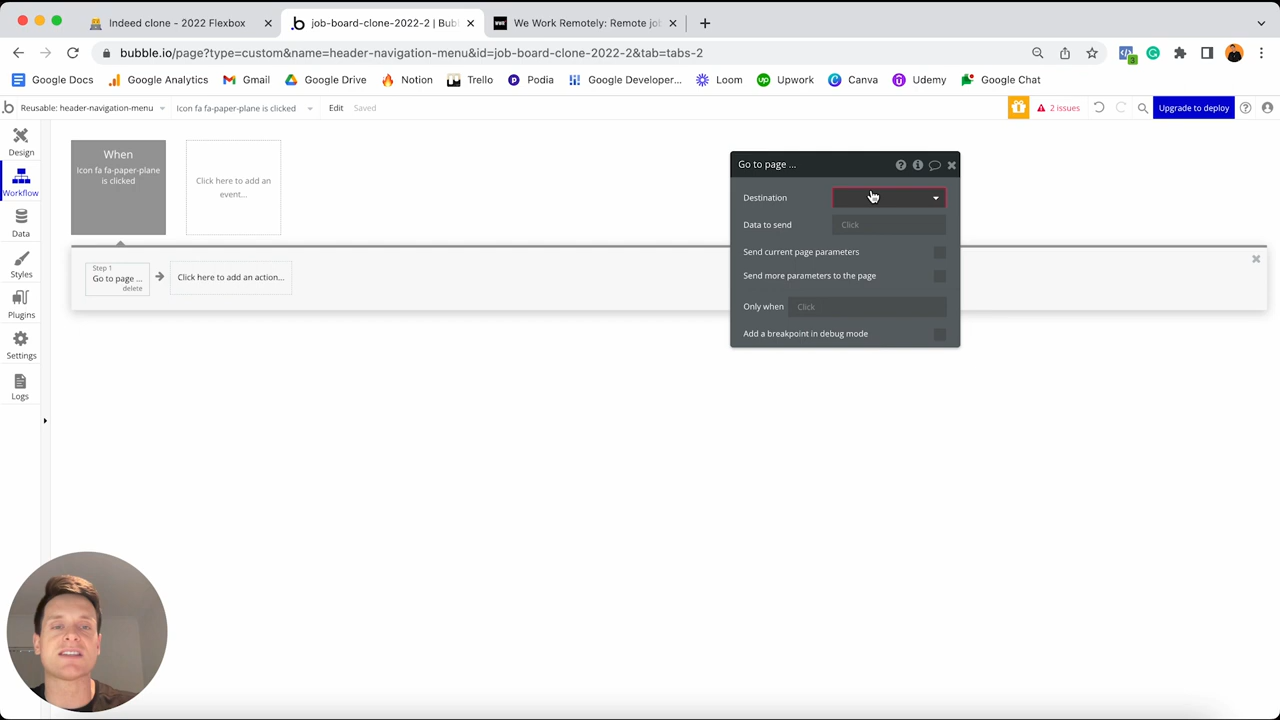 Indeed clone - 2022 Flexbox
job-board-clone-2022-2 | Bubl
We Work Remotely: Remote jol
bubble.io/page?type=custom&name=header-navigation-menu&id=job-board-clone-2022-2&tab=tabs-2
Google Docs
Google Analytics
Gmail
Google Drive
Notion
Trello
Podia
Google Developer...
Loom
Upwork
Canva
Udemy
Google Chat
Reusable: header-navigation-menu
Icon fa fa-paper-plane is clicked
Edit
Saved
2 issues
Upgrade to deploy
Design
Workflow
Data
Styles
Plugins
Settings
Logs
When
Icon fa fa-paper-plane
is clicked
Click here to add an
event...
Step 1
Go to page ...
delete
Click here to add an action...
Go to page ...
Destination
Data to send
Click
Send current page parameters
Send more parameters to the page
Only when
Click
Add a breakpoint in debug mode